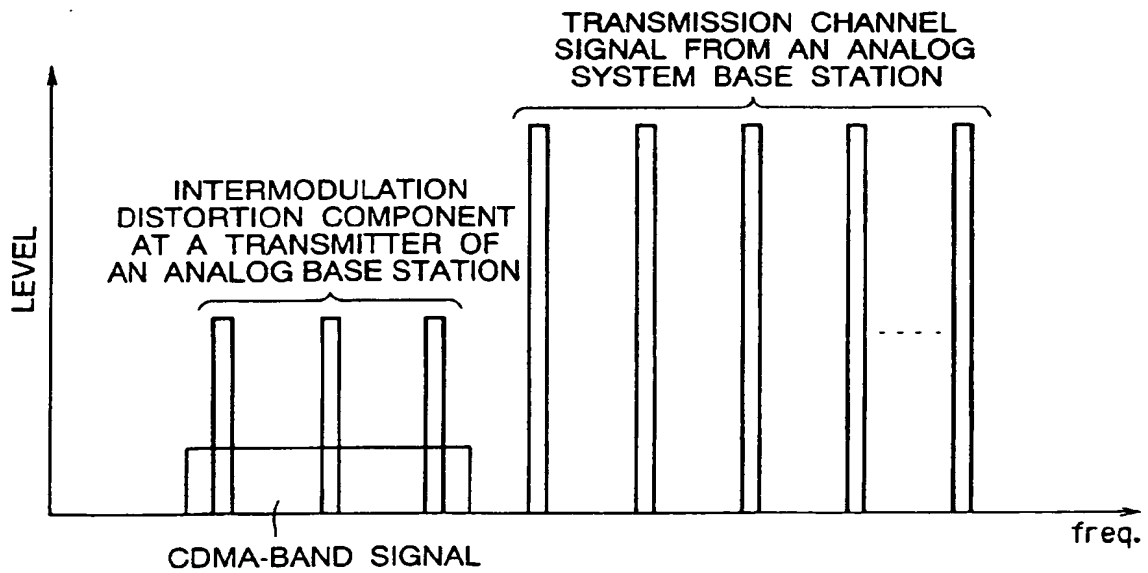 TRANSMISSION CHANNEL
SIGNAL FROM AN ANALOG
SYSTEM BASE STATION
INTERMODULATION
DISTORTION COMPONENT
AT A TRANSMITTER OF
AN ANALOG BASE STATION
LEVEL
freq.
CDMA-BAND SIGNAL